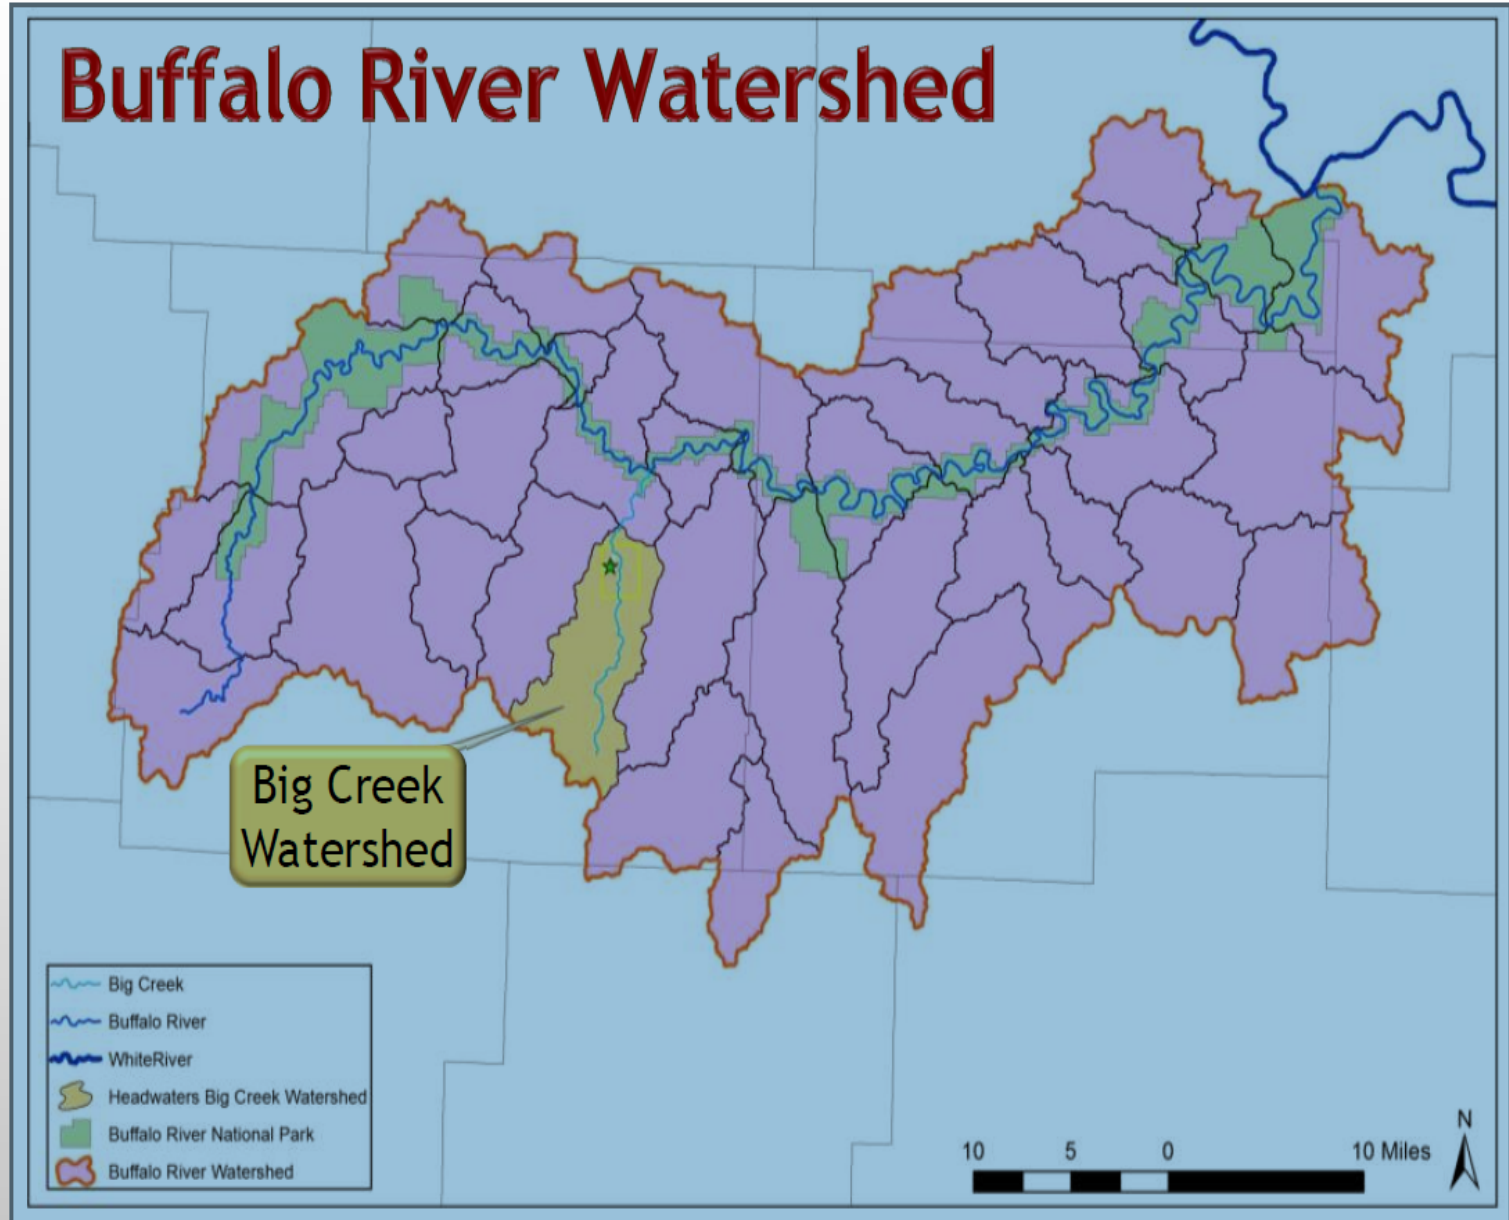 Buffalo River Watershed
Big Creek
Watershed
Big Creek
Buffalo River
WhiteRiver
Headwaters Big Creek Watershed
Buffalo River National Park
Buffalo River Watershed
10 5 0 10 Miles
N